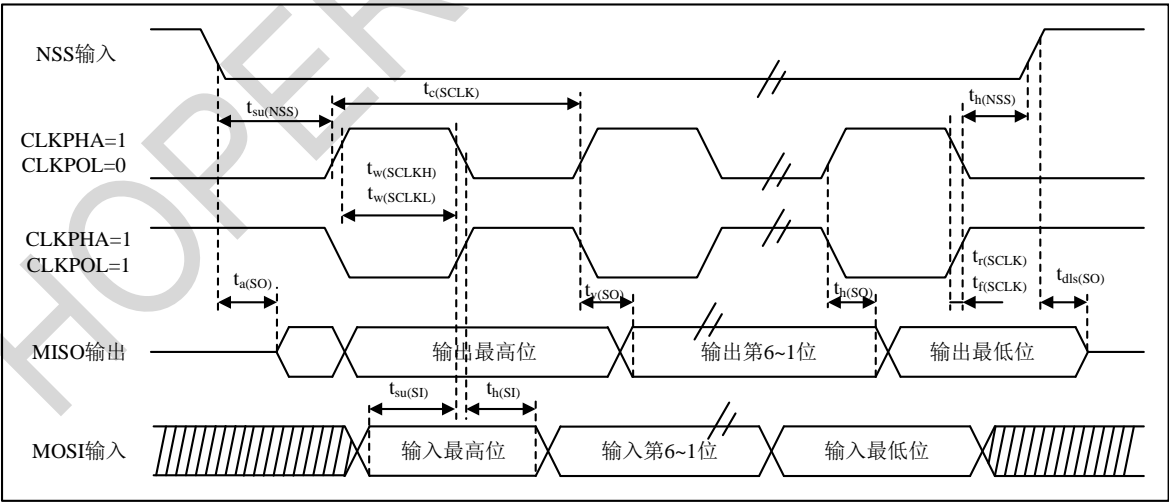 NSS输入
t_su(NSS)
t_c(SCLK)
t_h(NSS)
CLKPHA=1
CLKPOL=0
t_w(SCLKH)
t_w(SCLKL)
CLKPHA=1
CLKPOL=1
t_a(SO)
t_v(SO)
t_h(SO)
t_r(SCLK)
t_f(SCLK)
t_dls(SO)
MISO输出
输出最高位
输出第6~1位
输出最低位
t_su(SI)
t_h(SI)
MOSI输入
输入最高位
输入第6~1位
输入最低位
HOPER